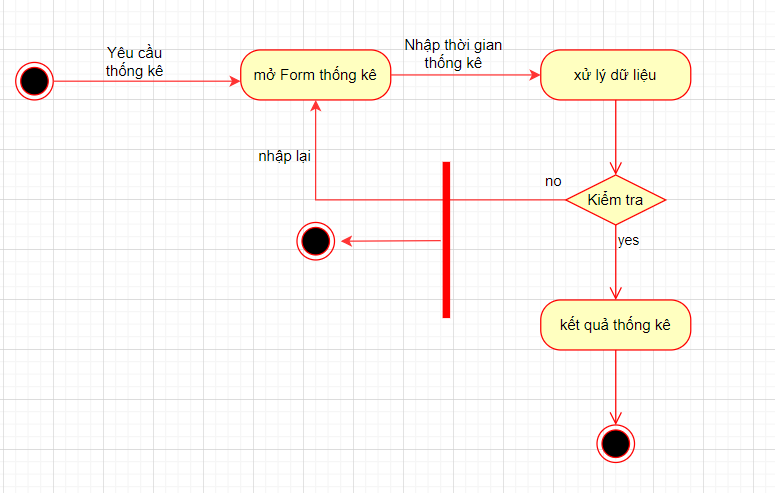 Yêu cầu
thống kê
mở Form thống kê
Nhập thời gian
thống kê
xử lý dữ liệu
nhập lại
no
Kiểm tra
yes
kết quả thống kê